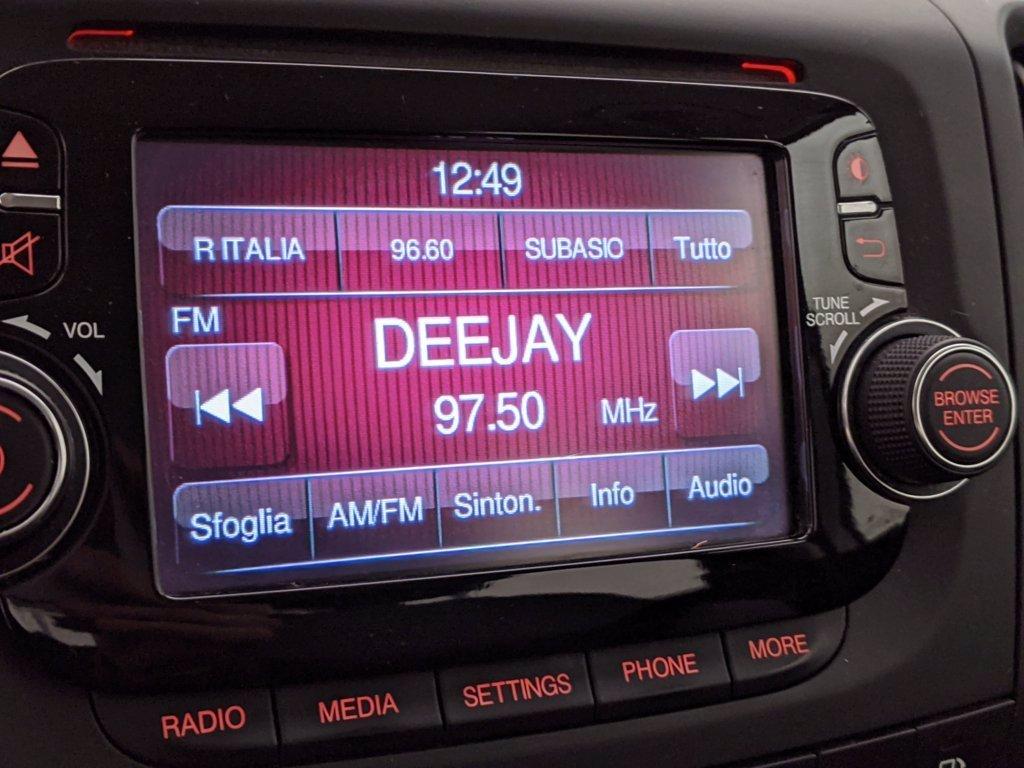 12:49
R ITALIA 96.60 SUBASIO Tutto
FM
DEEJAY
97.50 MHz
Sfoglia AM/FM Sinton. Info Audio
VOL
TUNE
SCROLL
BROWSE
ENTER
RADIO MEDIA SETTINGS PHONE MORE